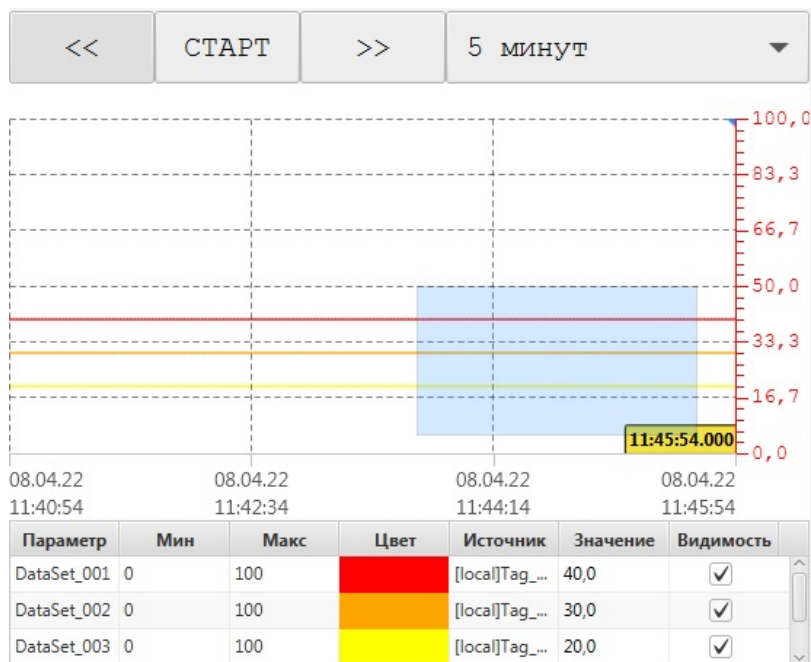 << СТАРТ >> 5 минут
100,0
83,3
66,7
50,0
33,3
16,7
11:45:54.000
0,0
08.04.22 08.04.22 08.04.22 08.04.22
11:40:54 11:42:34 11:44:14 11:45:54
Параметр Мин Макс Цвет Источник Значение Видимость
DataSet_001 0 100 [local]Tag_... 40,0
DataSet_002 0 100 [local]Tag_... 30,0
DataSet_003 0 100 [local]Tag_... 20,0